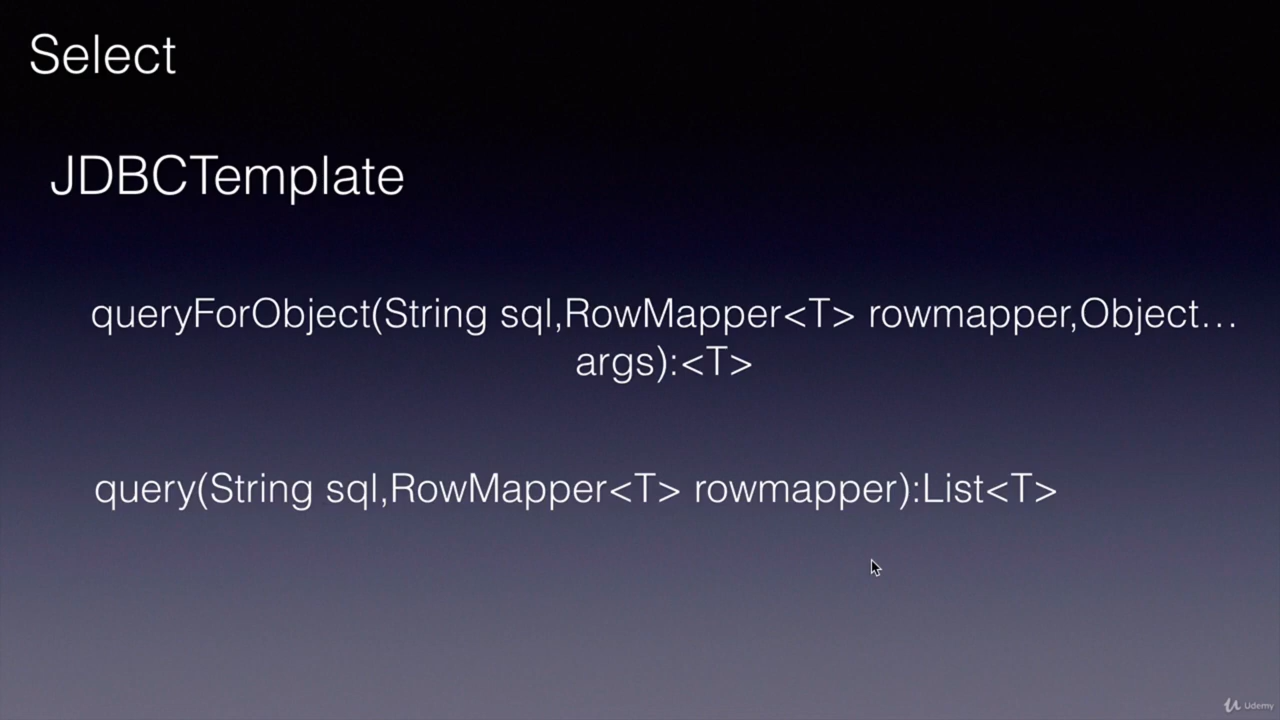 Select
JDBCTemplate
queryForObject(String sql,RowMapper<T> rowmapper,Object…
args):<T>
query(String sql,RowMapper<T> rowmapper):List<T>
Udemy